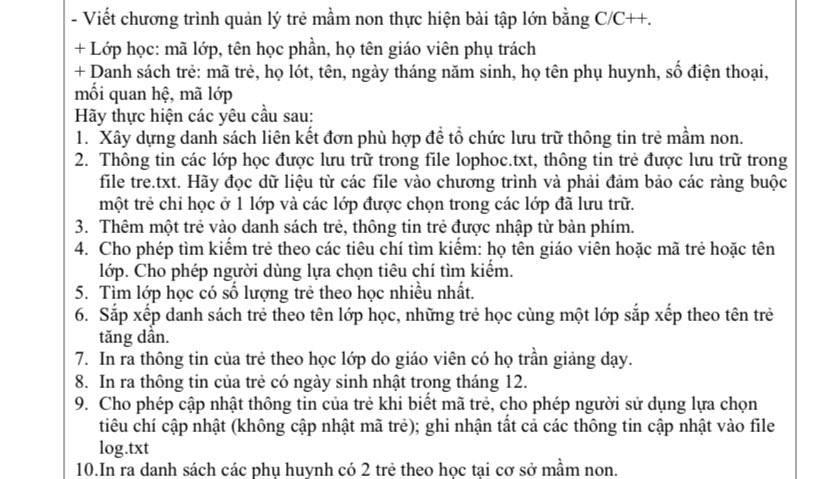 - Viết chương trình quản lý trẻ mầm non thực hiện bài tập lớn bằng C/C++.
+ Lớp học: mã lớp, tên học phần, họ tên giáo viên phụ trách
+ Danh sách trẻ: mã trẻ, họ lót, tên, ngày tháng năm sinh, họ tên phụ huynh, số điện thoại,
mối quan hệ, mã lớp
Hãy thực hiện các yêu cầu sau:
1. Xây dựng danh sách liên kết đơn phù hợp để tổ chức lưu trữ thông tin trẻ mầm non.
2. Thông tin các lớp học được lưu trữ trong file lophoc.txt, thông tin trẻ được lưu trữ trong
file tre.txt. Hãy đọc dữ liệu từ các file vào chương trình và phải đảm bảo các ràng buộc
một trẻ chỉ học ở 1 lớp và các lớp được chọn trong các lớp đã lưu trữ.
3. Thêm một trẻ vào danh sách trẻ, thông tin trẻ được nhập từ bàn phím.
4. Cho phép tìm kiếm trẻ theo các tiêu chí tìm kiếm: họ tên giáo viên hoặc mã trẻ hoặc tên
lớp. Cho phép người dùng lựa chọn tiêu chí tìm kiếm.
5. Tìm lớp học có số lượng trẻ theo học nhiều nhất.
6. Sắp xếp danh sách trẻ theo tên lớp học, những trẻ học cùng một lớp sắp xếp theo tên trẻ
tăng dần.
7. In ra thông tin của trẻ theo học lớp do giáo viên có họ trần giảng dạy.
8. In ra thông tin của trẻ có ngày sinh nhật trong tháng 12.
9. Cho phép cập nhật thông tin của trẻ khi biết mã trẻ, cho phép người sử dụng lựa chọn
tiêu chí cập nhật (không cập nhật mã trẻ); ghi nhận tất cả các thông tin cập nhật vào file
log.txt
10.In ra danh sách các phụ huynh có 2 trẻ theo học tại cơ sở mầm non.